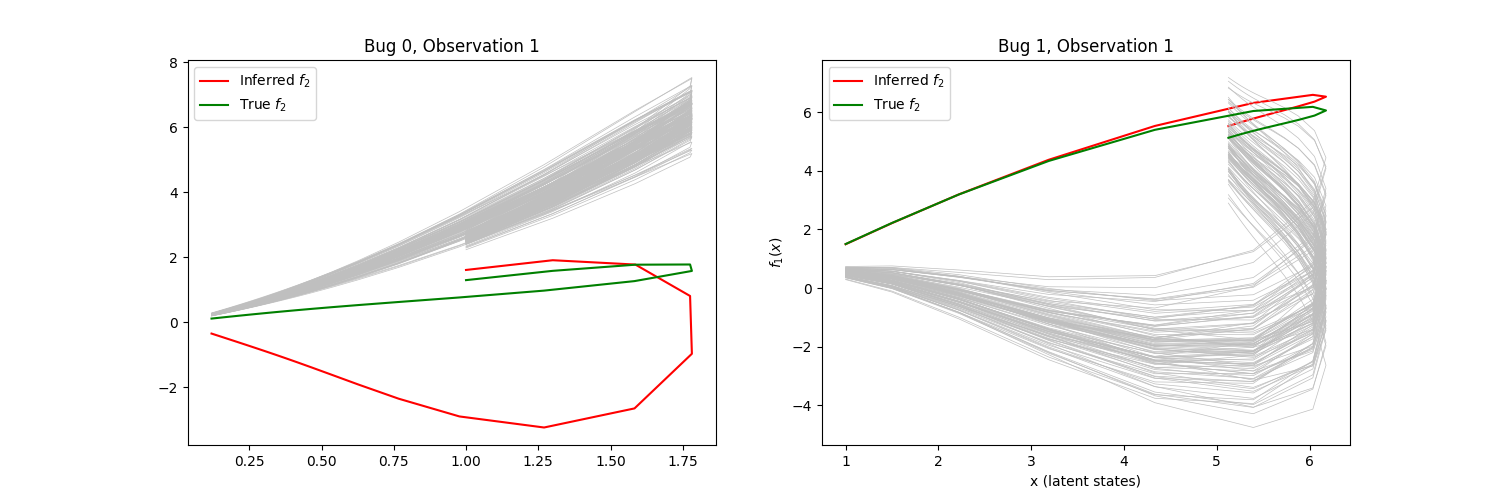 Bug 0, Observation 1
Inferred f₂
True f₂
8
6
4
2
0
−2
0.25 0.50 0.75 1.00 1.25 1.50 1.75
Bug 1, Observation 1
Inferred f₂
True f₂
f₁(x)
6
4
2
0
−2
−4
1 2 3 4 5 6
x (latent states)